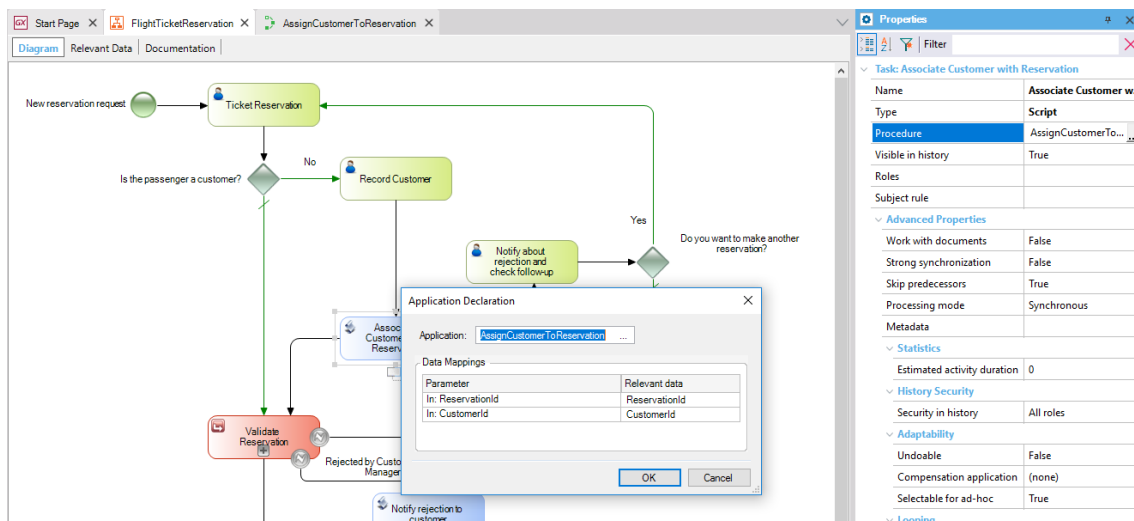 GX Start Page
FlightTicketReservation
AssignCustomerToReservation
Diagram
Relevant Data
Documentation
New reservation request
Ticket Reservation
Is the passenger a customer?
No
Record Customer
Yes
Do you want to make another
reservation?
Notify about
rejection and
check follow-up
Validate
Reservation
Rejected by
Manager
Notify rejection to
customer
Application Declaration
Application:
AssignCustomerToReservation
...
Data Mappings
Parameter Relevant data
In: ReservationId ReservationId
In: CustomerId CustomerId
OK
Cancel
Properties
Filter
Task: Associate Customer with Reservation
Name Associate Customer w
Type Script
Procedure AssignCustomerTo... ...
Visible in history True
Roles
Subject rule
Advanced Properties
Work with documents False
Strong synchronization False
Skip predecessors True
Processing mode Synchronous
Metadata
Statistics
Estimated activity duration 0
History Security
Security in history All roles
Adaptability
Undoable False
Compensation application (none)
Selectable for ad-hoc True
Looping